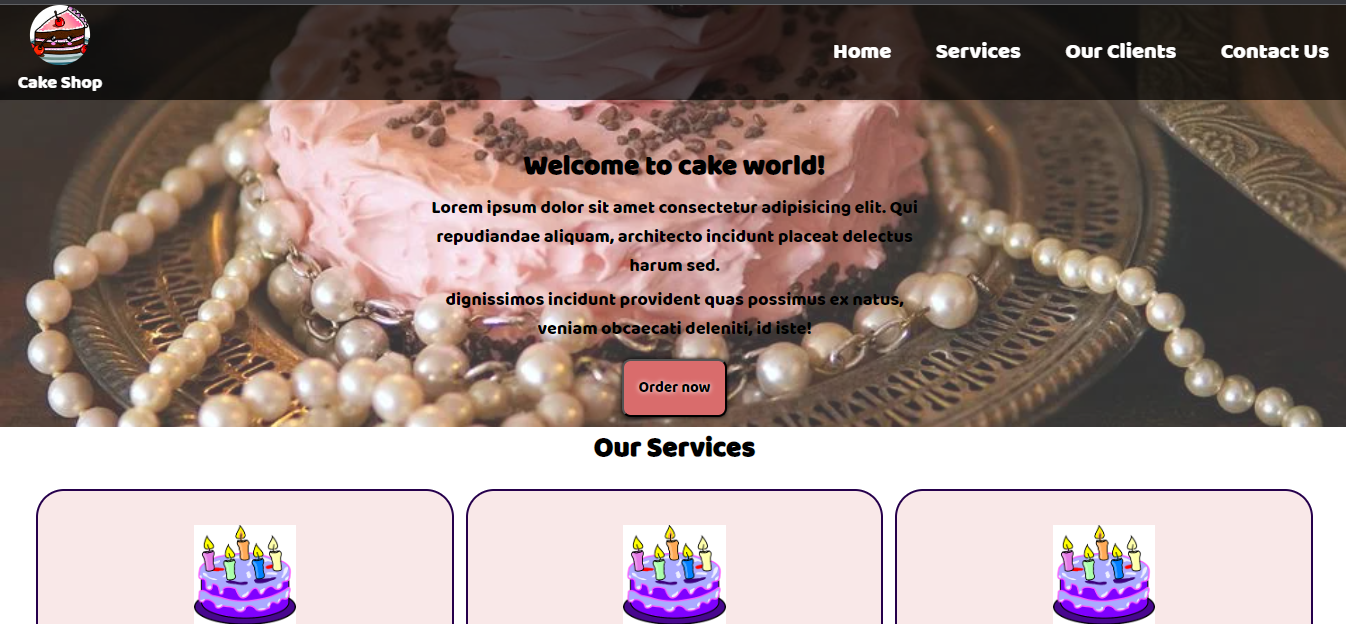 Cake Shop
Home
Services
Our Clients
Contact Us
Welcome to cake world!
Lorem ipsum dolor sit amet consectetur adipisicing elit. Qui
repudiandae aliquam, architecto incidunt placeat delectus
harum sed.
dignissimos incidunt provident quas possimus ex natus,
veniam obcaecati deleniti, id iste!
Order now
Our Services